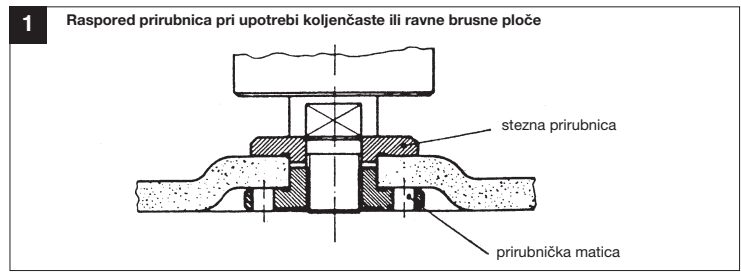 1
Raspored prirubnica pri upotrebi koljenčaste ili ravne brusne ploče
stezna prirubnica
prirubnička matica